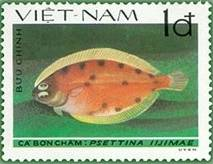 VIỆT-NAM
1đ
BƯU CHÍNH
CÁ BƠN CHẤM: PSETTINA IIJIMAE